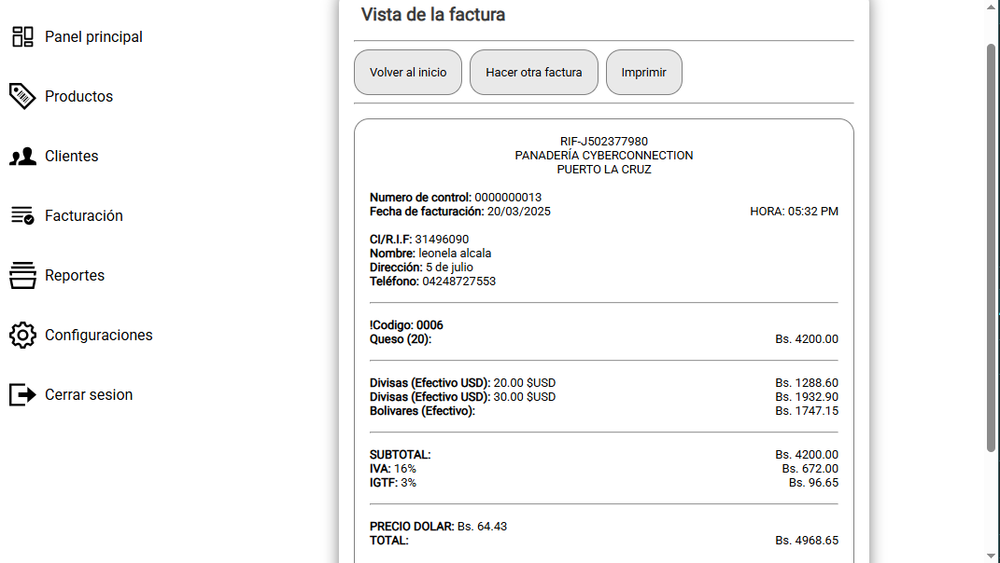 Panel principal
Productos
Clientes
Facturación
Reportes
Configuraciones
Cerrar sesion
Vista de la factura
Volver al inicio
Hacer otra factura
Imprimir
RIF-J502377980
PANADERÍA CYBERCONNECTION
PUERTO LA CRUZ
Numero de control: 0000000013
Fecha de facturación: 20/03/2025 HORA: 05:32 PM
CI/R.I.F: 31496090
Nombre: leonela alcala
Dirección: 5 de julio
Teléfono: 04248727553
!Codigo: 0006
Queso (20): Bs. 4200.00
Divisas (Efectivo USD): 20.00 $USD Bs. 1288.60
Divisas (Efectivo USD): 30.00 $USD Bs. 1932.90
Bolivares (Efectivo): Bs. 1747.15
SUBTOTAL: Bs. 4200.00
IVA: 16% Bs. 672.00
IGTF: 3% Bs. 96.65
PRECIO DOLAR: Bs. 64.43
TOTAL: Bs. 4968.65